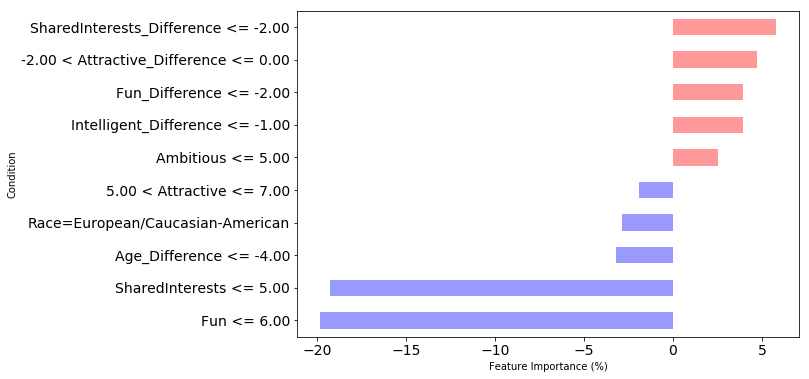 SharedInterests_Difference <= -2.00
-2.00 < Attractive_Difference <= 0.00
Fun_Difference <= -2.00
Intelligent_Difference <= -1.00
Ambitious <= 5.00
5.00 < Attractive <= 7.00
Race=European/Caucasian-American
Age_Difference <= -4.00
SharedInterests <= 5.00
Fun <= 6.00
Condition
−20 −15 −10 −5 0 5
Feature Importance (%)